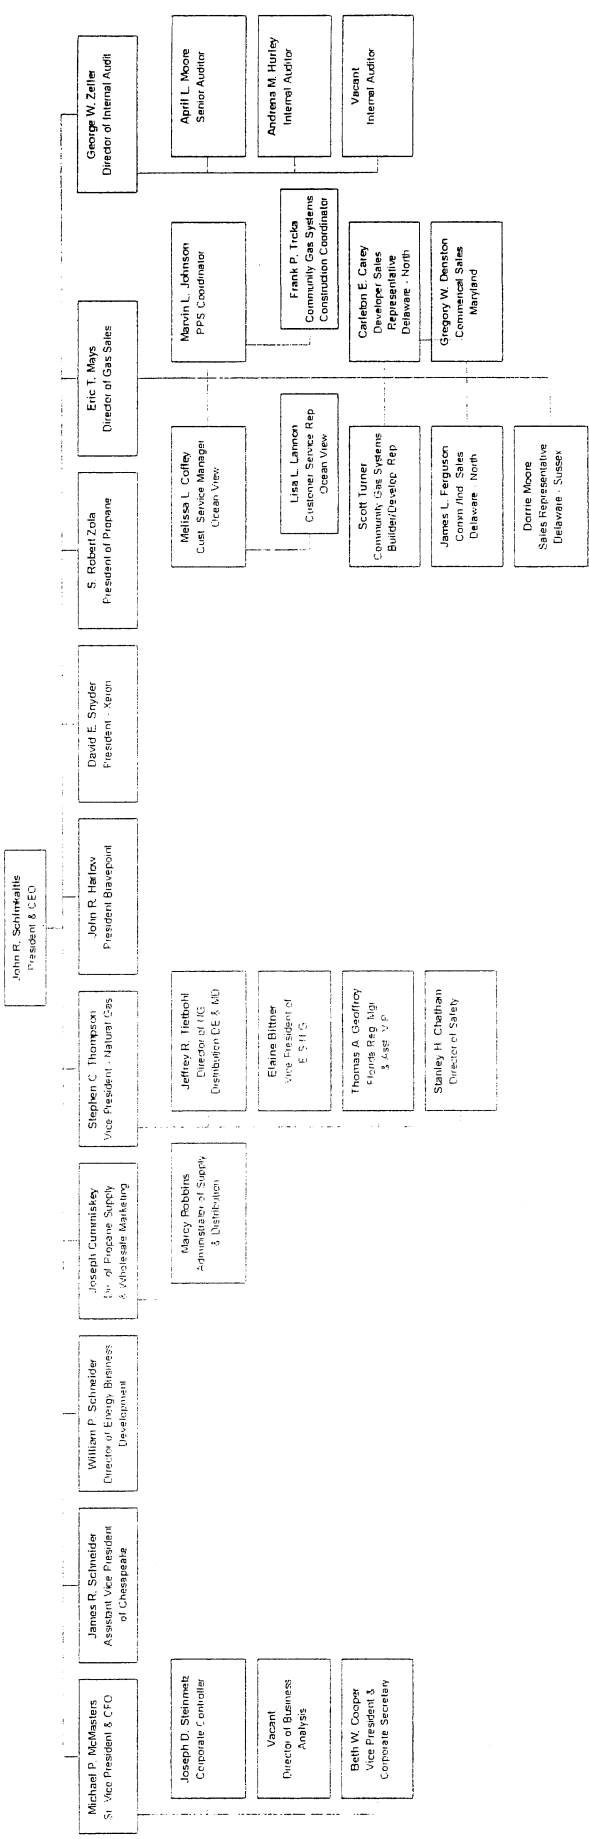 John R. Schimkaitis
President & CEO
Michael P. McMasters
Sr. Vice President & CFO
Joseph D. Steinmetz
Corporate Controller
Vacant
Director of Business
Analysis
Beth W. Cooper
Vice President &
Corporate Secretary
James R. Schneider
Assistant Vice President
of Chesapeake
William P. Schneider
Director of Energy Business
Development
Joseph Cummiskey
Dir. of Propane Supply
& Wholesale Marketing
Marcy Robbins
Administrator of Supply
& Distribution
Stephen C. Thompson
Vice President - Natural Gas
Jeffrey R. Tietbohl
Director of NG
Distribution DE & MD
Elaine Bittner
Vice President of
E S N G
Thomas A. Geoffroy
Florida Reg. Mgr
& Asst. V.P.
Stanley H. Chatham
Director of Safety
John R. Harlow
President Bravepoint
David E. Snyder
President - Xeron
S. Robert Zola
President of Propane
Eric T. Mays
Director of Gas Sales
Melissa L. Coffey
Cust. Service Manager
Ocean View
Lisa L. Lannon
Customer Service Rep
Ocean View
Scott Turner
Community Gas Systems
Builder/Develop. Rep
James L. Ferguson
Comm /Ind. Sales
Delaware - North
Dorrie Moore
Sales Representative
Delaware - Sussex
Marvin L. Johnson
PPS Coordinator
Frank P. Trcka
Community Gas Systems
Construction Coordinator
Carleton E. Carey
Developer Sales
Representative
Delaware - North
Gregory W. Denston
Commerical Sales
Maryland
George W. Zeller
Director of Internal Audit
April L. Moore
Senior Auditor
Andrena M. Hurley
Internal Auditor
Vacant
Internal Auditor